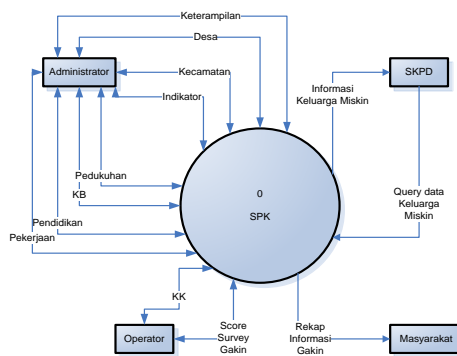 Keterampilan
Desa
Administrator
Kecamatan
Indikator
Informasi
Keluarga Miskin
SKPD
Pedukuhan
KB
Pendidikan
Pekerjaan
0
SPK
Query data
Keluarga
Miskin
KK
Operator
Score
Survey
Gakin
Rekap
Informasi
Gakin
Masyarakat